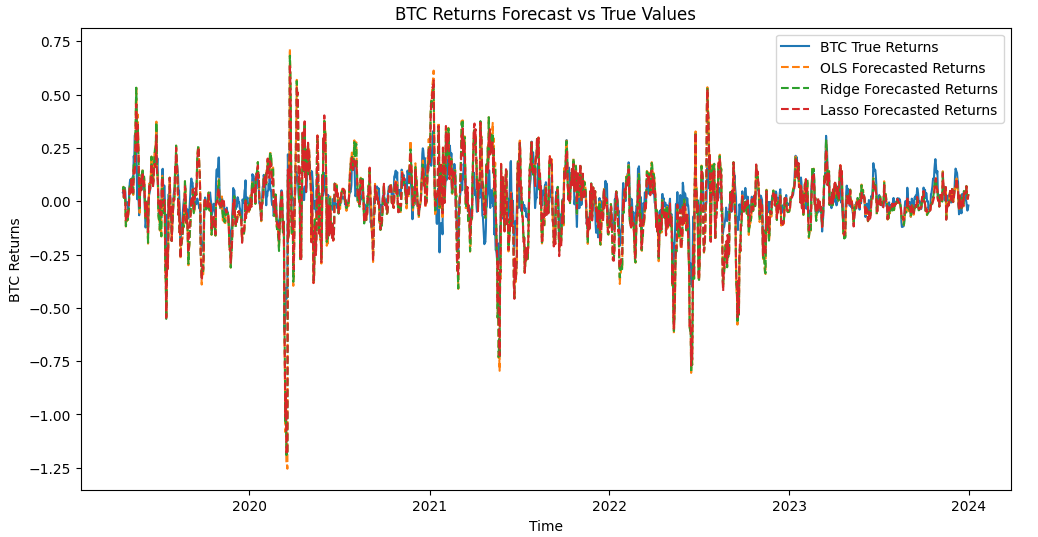 BTC Returns Forecast vs True Values
BTC True Returns
OLS Forecasted Returns
Ridge Forecasted Returns
Lasso Forecasted Returns
BTC Returns
0.75
0.50
0.25
0.00
−0.25
−0.50
−0.75
−1.00
−1.25
2020
2021
2022
2023
2024
Time